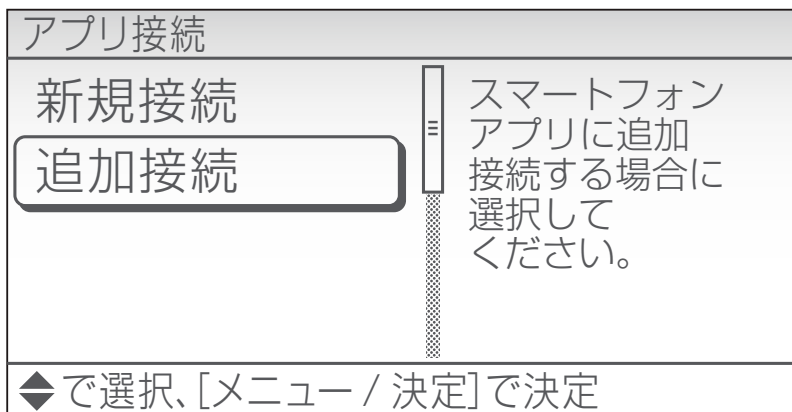 アプリ接続
新規接続
追加接続
スマートフォン
アプリに追加
接続する場合に
選択して
ください。
◆で選択、[メニュー / 決定]で決定